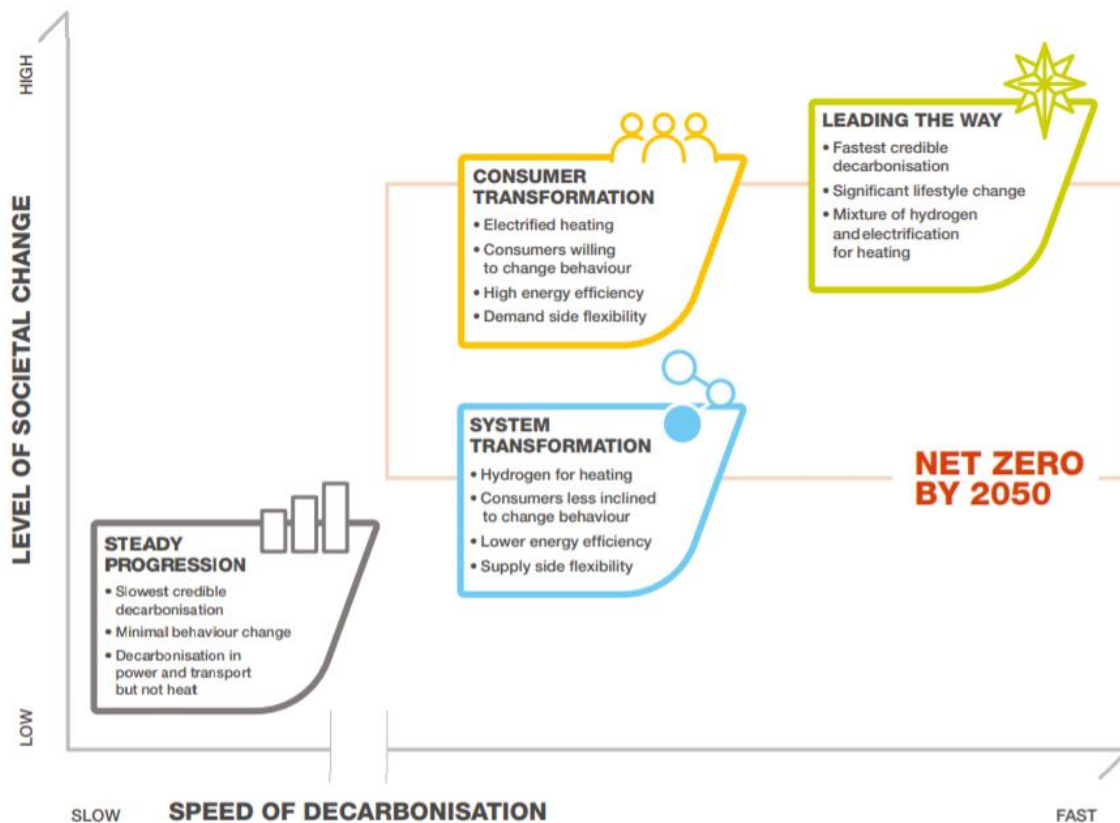 HIGH
LEVEL OF SOCIETAL CHANGE
LOW
LEADING THE WAY
• Fastest credible
decarbonisation
• Significant lifestyle change
• Mixture of hydrogen
and electrification
for heating
CONSUMER
TRANSFORMATION
• Electrified heating
• Consumers willing
to change behaviour
• High energy efficiency
• Demand side flexibility
SYSTEM
TRANSFORMATION
• Hydrogen for heating
• Consumers less inclined
to change behaviour
• Lower energy efficiency
• Supply side flexibility
NET ZERO
BY 2050
STEADY
PROGRESSION
• Slowest credible
decarbonisation
• Minimal behaviour change
• Decarbonisation in
power and transport
but not heat
SLOW
SPEED OF DECARBONISATION
FAST